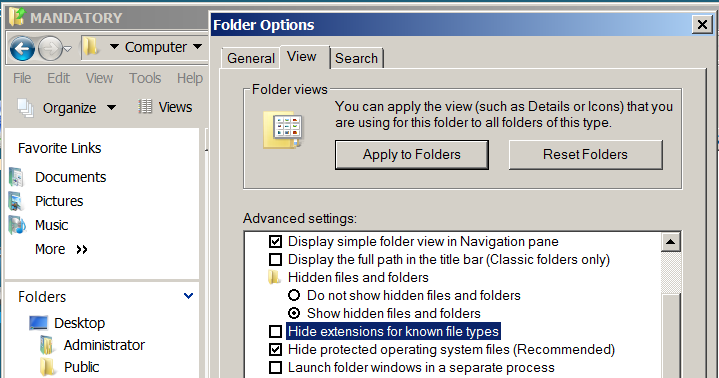 MANDATORY
Computer
File Edit View Tools Help
Organize Views
Favorite Links
Documents
Pictures
Music
More >>
Folders
Desktop
Administrator
Public
Folder Options
General View Search
Folder views
You can apply the view (such as Details or Icons) that you
are using for this folder to all folders of this type.
Apply to Folders Reset Folders
Advanced settings:
Display simple folder view in Navigation pane
Display the full path in the title bar (Classic folders only)
Hidden files and folders
Do not show hidden files and folders
Show hidden files and folders
Hide extensions for known file types
Hide protected operating system files (Recommended)
Launch folder windows in a separate process